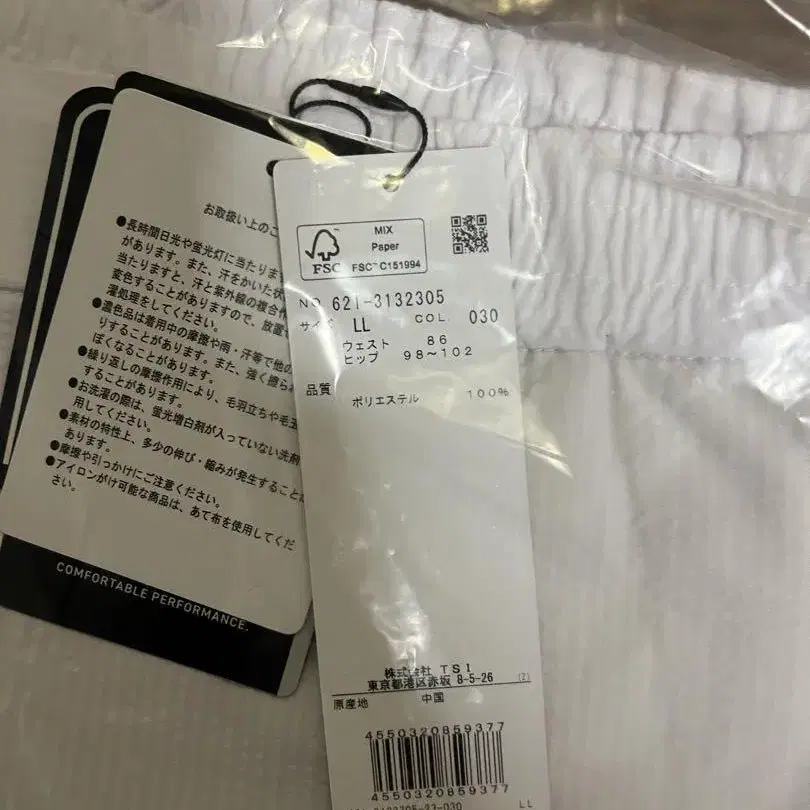 お取扱い上のご
●長時間日光や蛍光灯に当たりま
があります。また、汗をかいた状
当たりますと、汗と紫外線の複合作
変色することがありますので、放置
濯処理をしてください。
●濃色品は着用中の摩擦や雨・汗等で他の
りすることがあります。また、強く擦られ
ぽくなることがあります。
●繰り返しの摩擦作用により、毛羽立ちや毛玉
することがあります。
●お洗濯の際は、蛍光増白剤が入っていない洗剤
用してください。
●素材の特性上、多少の伸び・縮みが発生することが
あります。
●摩擦や引っかけにご注意ください。
●アイロンがけ可能な商品は、あて布を使用してくだ
さい。
COMFORTABLE PERFORMANCE.
FSC
MIX
Paper
FSC™ C151994
NO 621-3132305
サイズ LL COL. 030
ウェスト 86
ヒップ 98〜102
品質 ポリエステル 100%
株式会社 TSI
東京都港区赤坂 8-5-26 (Z)
原産地 中国
4550320859377
4550320859377
LL